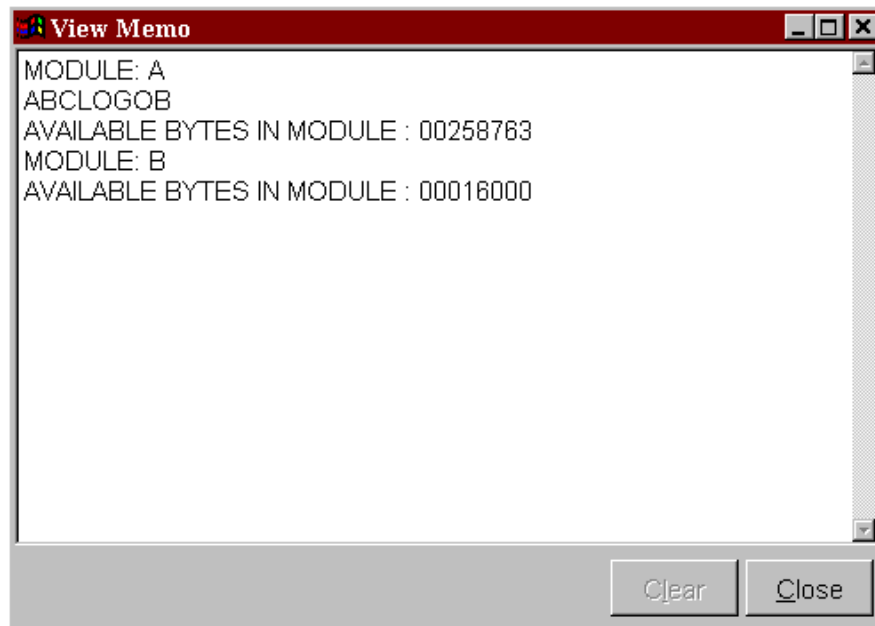 View Memo
MODULE: A
ABCLOGOB
AVAILABLE BYTES IN MODULE : 00258763
MODULE: B
AVAILABLE BYTES IN MODULE : 00016000
Clear
Close